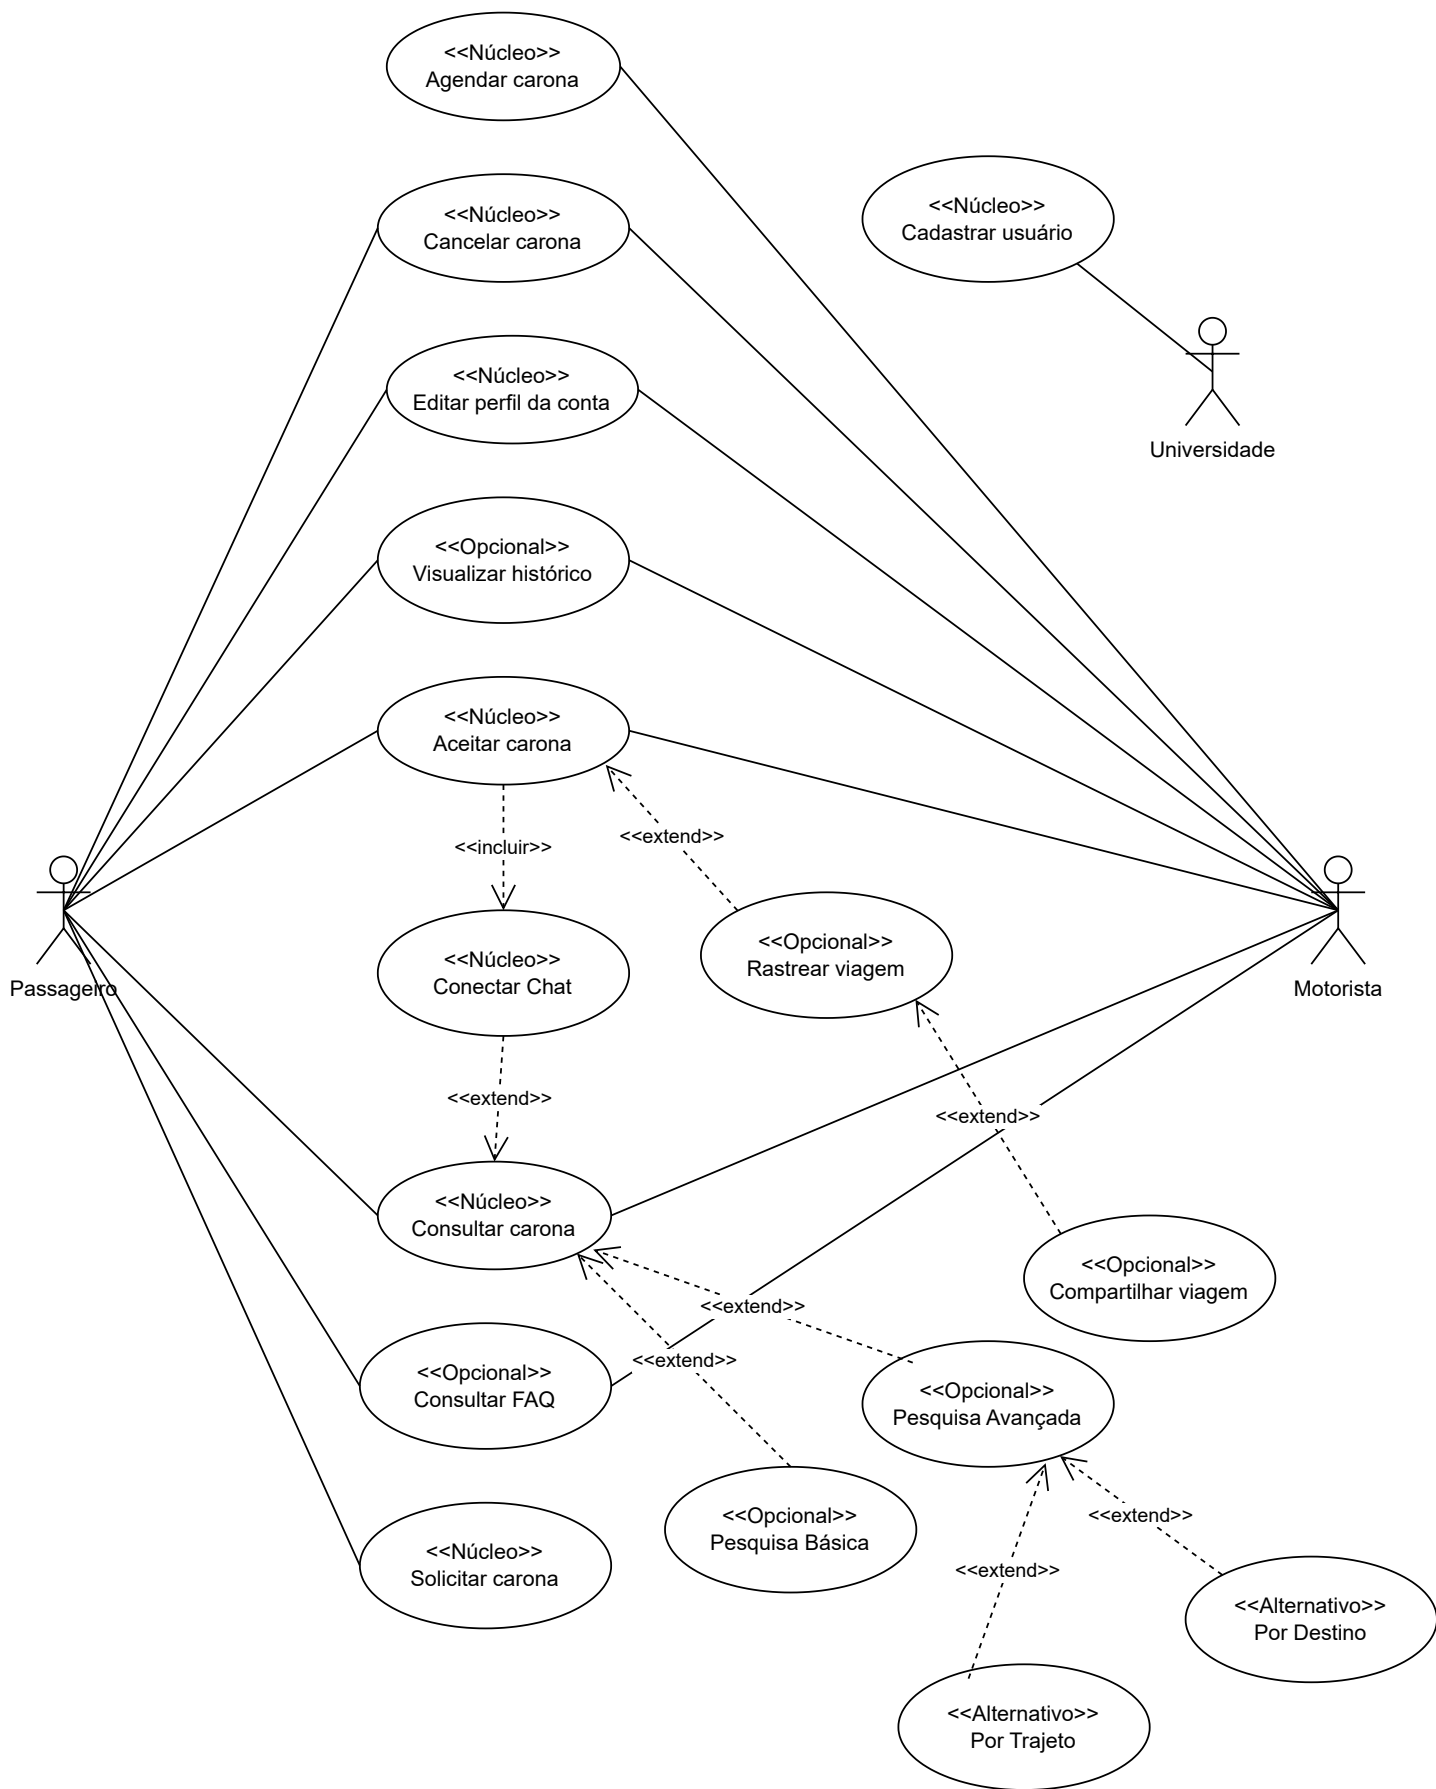 <<Núcleo>>
Agendar carona
<<Núcleo>>
Cancelar carona
<<Núcleo>>
Cadastrar usuário
<<Núcleo>>
Editar perfil da conta
Universidade
<<Opcional>>
Visualizar histórico
<<Núcleo>>
Aceitar carona
<<extend>>
<<incluir>>
<<Núcleo>>
Conectar Chat
<<Opcional>>
Rastrear viagem
Passageiro
Motorista
<<extend>>
<<extend>>
<<Núcleo>>
Consultar carona
<<Opcional>>
Compartilhar viagem
<<extend>>
<<extend>>
<<Opcional>>
Consultar FAQ
<<Opcional>>
Pesquisa Avançada
<<Opcional>>
Pesquisa Básica
<<extend>>
<<Núcleo>>
Solicitar carona
<<extend>>
<<Alternativo>>
Por Destino
<<Alternativo>>
Por Trajeto